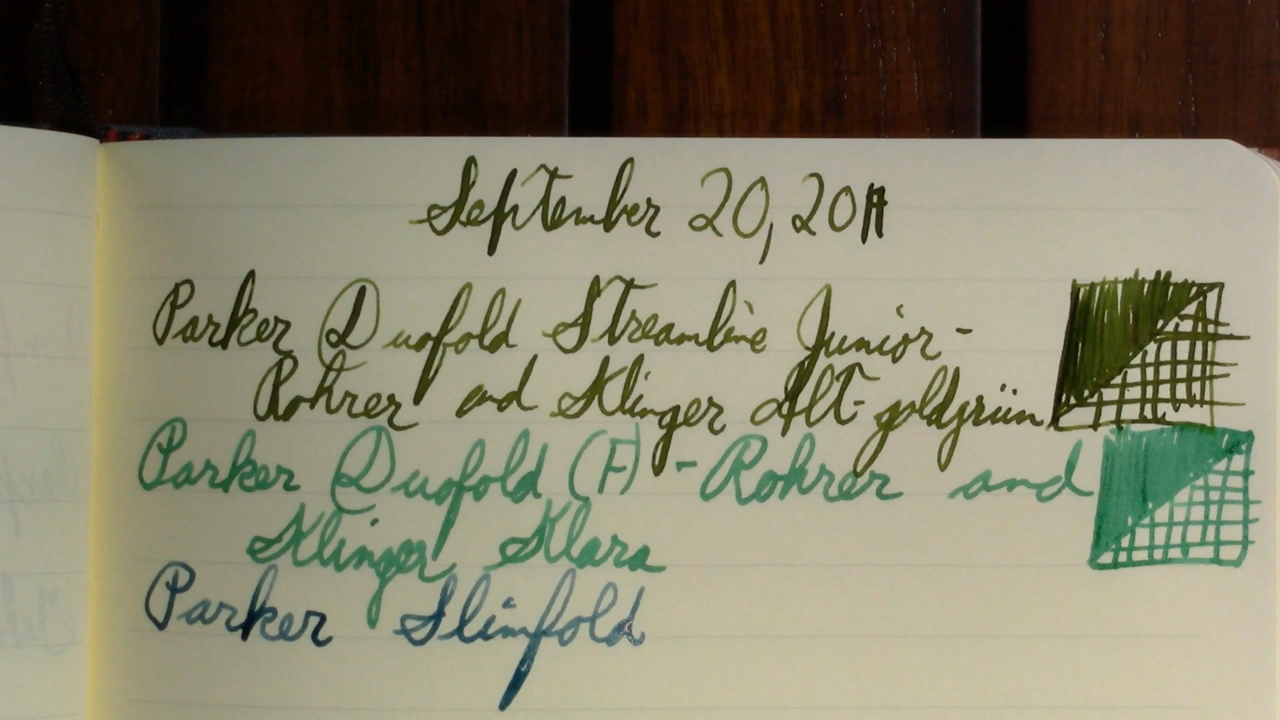 September 20, 2017
Parker Duofold Streamline Junior-
Rohrer and Klinger Alt-goldgrün
Parker Duofold (F) - Rohrer and
Klinger Klara
Parker Slimfold